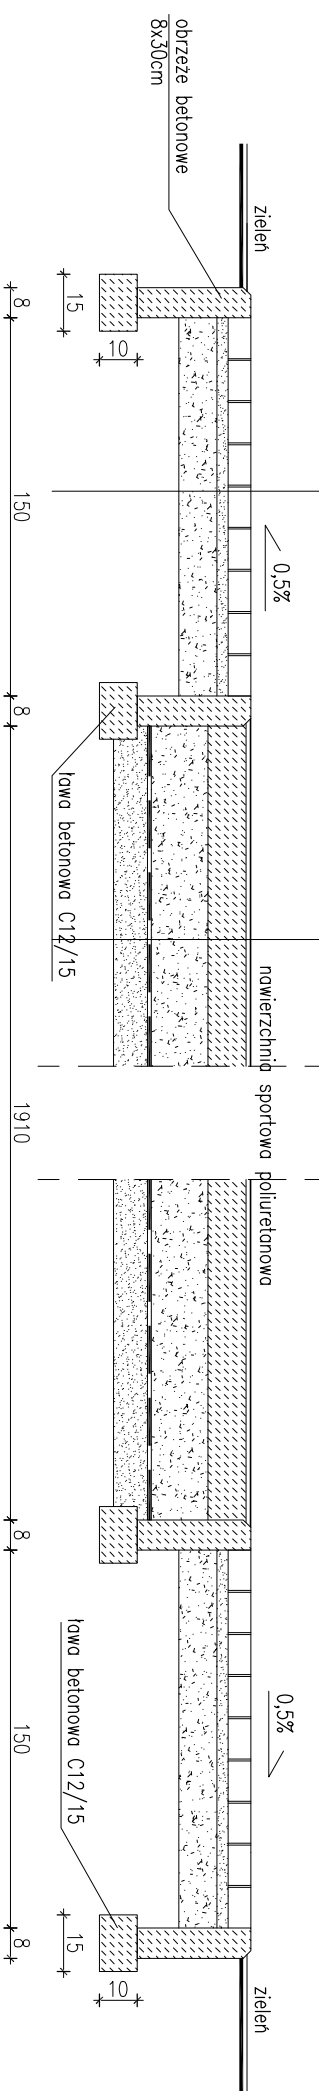 obrzeże betonowe
8x30cm
zieleń
0,5%
nawierzchnia sportowa poliuretanowa
0,5%
zieleń
ława betonowa C12/15
ława betonowa C12/15
15
10
15
10
8
150
8
1910
8
150
8